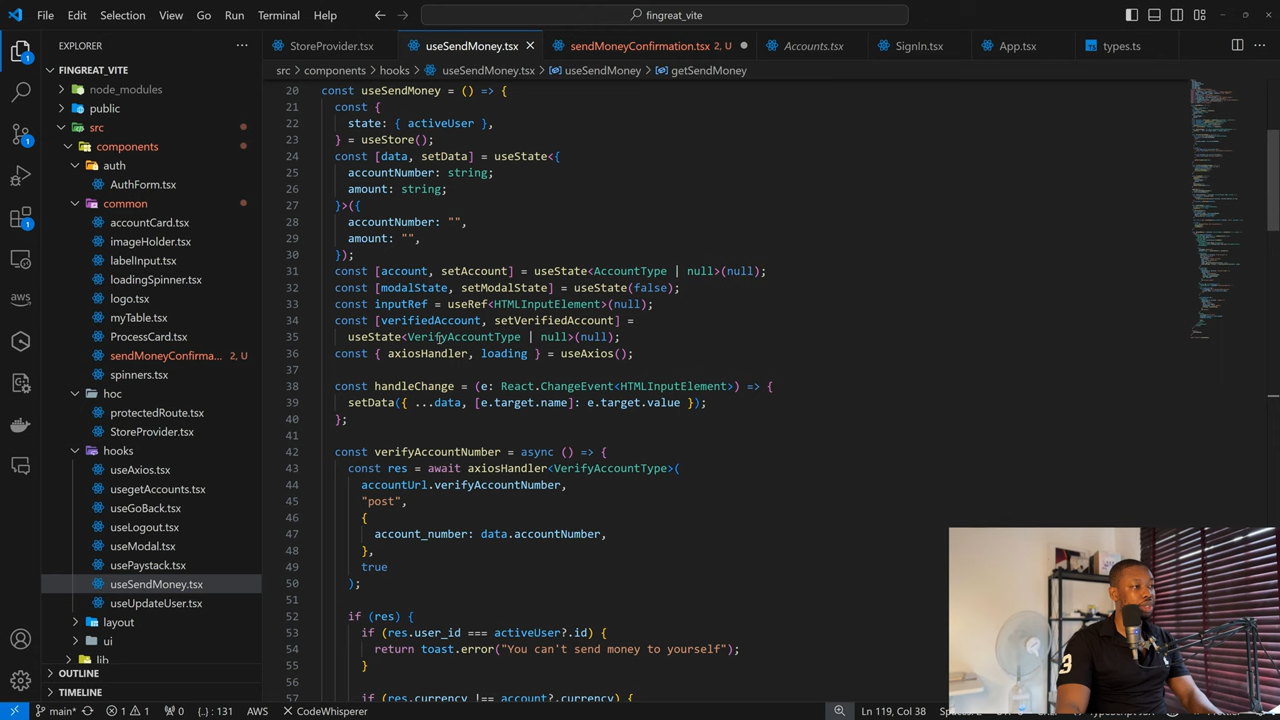 File Edit Selection View Go Run Terminal Help
fingreat_vite
EXPLORER
StoreProvider.tsx
useSendMoney.tsx
sendMoneyConfirmation.tsx 2, U
Accounts.tsx
SignIn.tsx
App.tsx
types.ts
src > components > hooks > useSendMoney.tsx > useSendMoney > getSendMoney
FINGREAT_VITE
node_modules
public
src
components
auth
AuthForm.tsx
common
accountCard.tsx
imageHolder.tsx
labelInput.tsx
loadingSpinner.tsx
logo.tsx
myTable.tsx
ProcessCard.tsx
sendMoneyConfirma... 2, U
spinners.tsx
hoc
protectedRoute.tsx
StoreProvider.tsx
hooks
useAxios.tsx
usegetAccounts.tsx
useGoBack.tsx
useLogout.tsx
useModal.tsx
usePaystack.tsx
useSendMoney.tsx
useUpdateUser.tsx
layout
ui
lib
OUTLINE
TIMELINE
aws
20 const useSendMoney = () => {
21 const {
22 state: { activeUser },
23 } = useStore();
24 const [data, setData] = useState<{
25 accountNumber: string;
26 amount: string;
27 }>({
28 accountNumber: "",
29 amount: "",
30 });
31 const [account, setAccount] = useState<AccountType | null>(null);
32 const [modalState, setModalState] = useState(false);
33 const inputRef = useRef<HTMLInputElement>(null);
34 const [verifiedAccount, setVerifiedAccount] =
35 useState<VerifyAccountType | null>(null);
36 const { axiosHandler, loading } = useAxios();
37
38 const handleChange = (e: React.ChangeEvent<HTMLInputElement>) => {
39 setData({ ...data, [e.target.name]: e.target.value });
40 };
41
42 const verifyAccountNumber = async () => {
43 const res = await axiosHandler<VerifyAccountType>(
44 accountUrl.verifyAccountNumber,
45 "post",
46 {
47 account_number: data.accountNumber,
48 },
49 true
50 );
51
52 if (res) {
53 if (res.user_id === activeUser?.id) {
54 return toast.error("You can't send money to yourself");
55 }
56
57 if (res.currency !== account?.currency) {
main* 1 1 0 {..}: 131 AWS CodeWhisperer Ln 119, Col 38